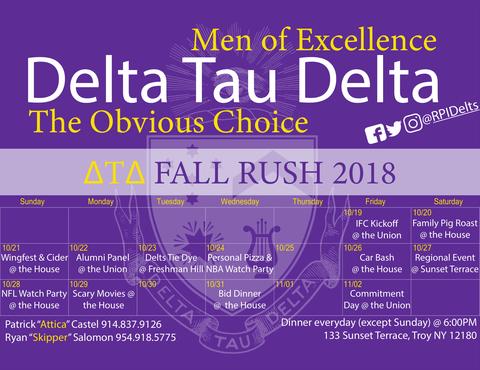 Men of Excellence
Delta Tau Delta
The Obvious Choice
@RPIDelts
ΔΤΔ FALL RUSH 2018
Sunday Monday Tuesday Wednesday Thursday Friday Saturday
10/19 10/20
IFC Kickoff Family Pig Roast
@ the Union @ the House
10/21 10/22 10/23 10/24 10/25 10/26 10/27
Wingfest & Cider Alumni Panel Delts Tie Dye Personal Pizza & Car Bash Regional Event
@ the House @ the Union @ Freshman Hill NBA Watch Party @ the House @ Sunset Terrace
10/28 10/29 10/30 10/31 11/01 11/02
NFL Watch Party Scary Movies @ Bid Dinner Commitment
@ the House the House @ the House Day @ the Union
Patrick "Attica" Castel 914.837.9126
Ryan "Skipper" Salomon 954.918.5775
Dinner everyday (except Sunday) @ 6:00PM
133 Sunset Terrace, Troy NY 12180
DELTA TAU DELTA